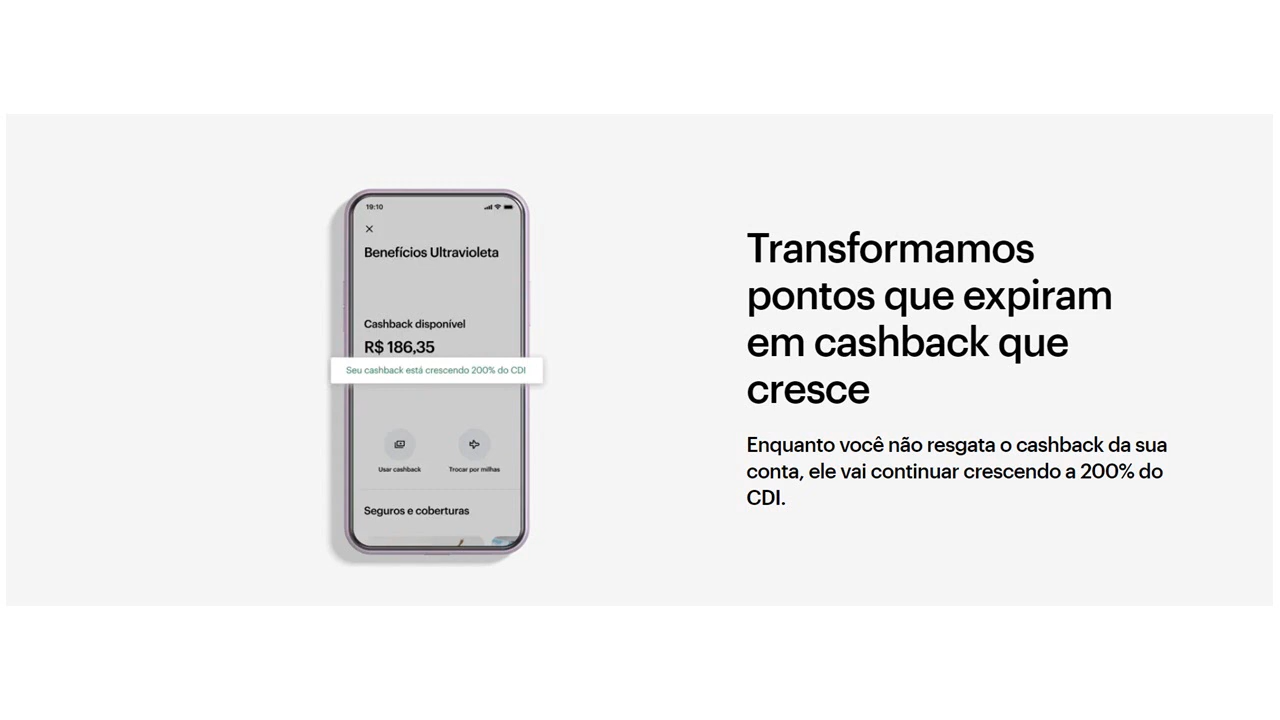 19:10
Benefícios Ultravioleta
Cashback disponível
R$ 186,35
Seu cashback está crescendo 200% do CDI
Usar cashback
Trocar por milhas
Seguros e coberturas
Transformamos
pontos que expiram
em cashback que
cresce
Enquanto você não resgata o cashback da sua
conta, ele vai continuar crescendo a 200% do
CDI.